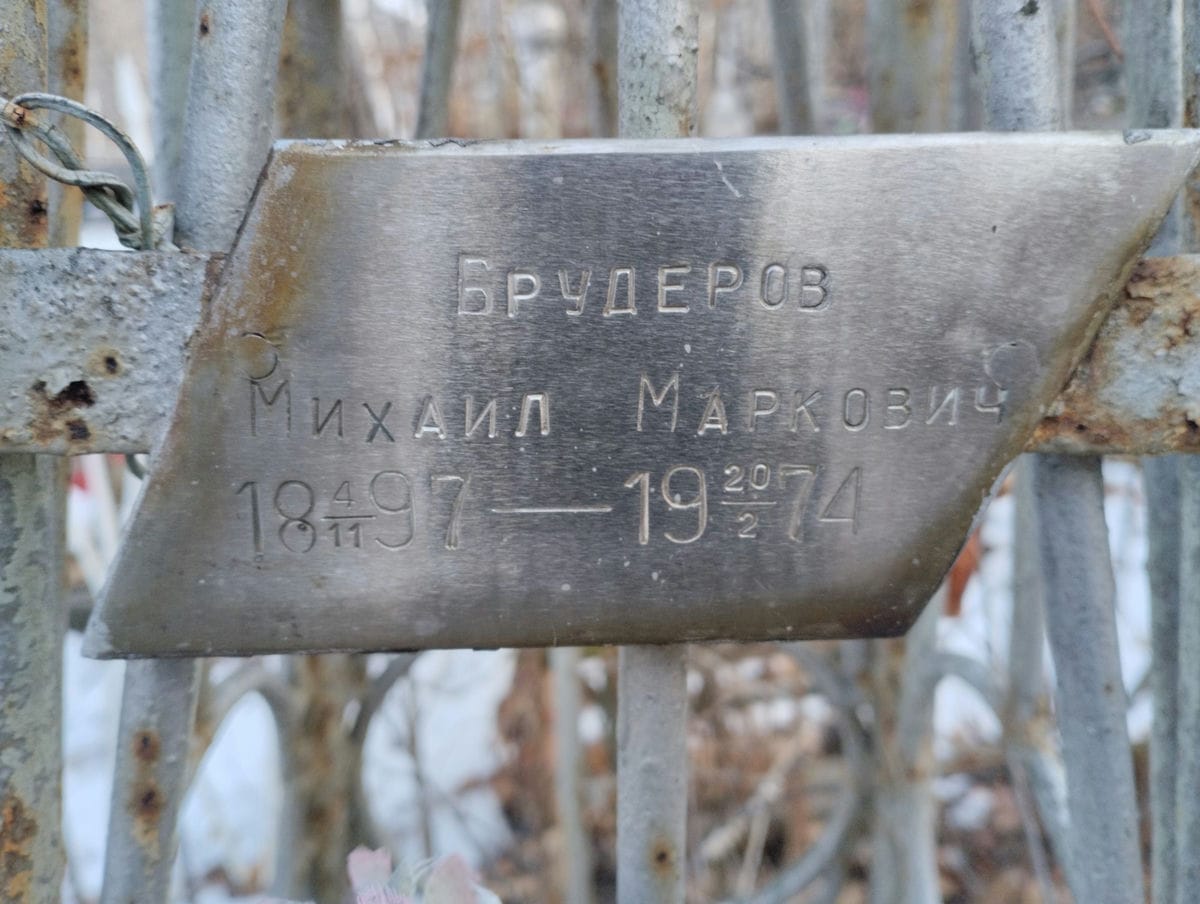 Брудеров
Михаил Маркович
18 4/11 97 — 19 20/2 74